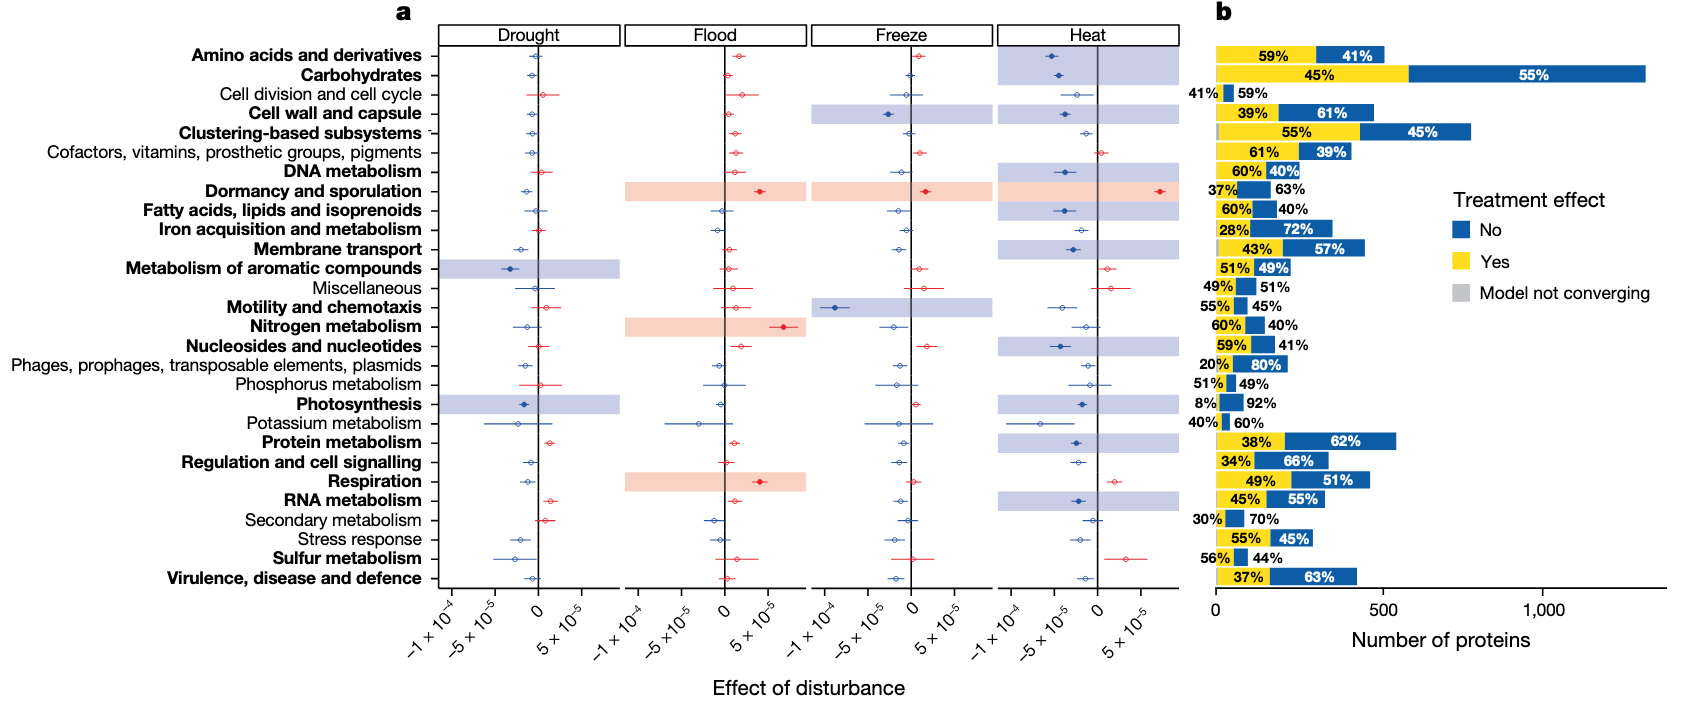 a
b
Drought Flood Freeze Heat
Amino acids and derivatives 59% 41%
Carbohydrates 45% 55%
Cell division and cell cycle 41% 59%
Cell wall and capsule 39% 61%
Clustering-based subsystems 55% 45%
Cofactors, vitamins, prosthetic groups, pigments 61% 39%
DNA metabolism 60% 40%
Dormancy and sporulation 37% 63%
Fatty acids, lipids and isoprenoids 60% 40%
Iron acquisition and metabolism 28% 72%
Membrane transport 43% 57%
Metabolism of aromatic compounds 51% 49%
Miscellaneous 49% 51%
Motility and chemotaxis 55% 45%
Nitrogen metabolism 60% 40%
Nucleosides and nucleotides 59% 41%
Phages, prophages, transposable elements, plasmids 20% 80%
Phosphorus metabolism 51% 49%
Photosynthesis 8% 92%
Potassium metabolism 40% 60%
Protein metabolism 38% 62%
Regulation and cell signalling 34% 66%
Respiration 49% 51%
RNA metabolism 45% 55%
Secondary metabolism 30% 70%
Stress response 55% 45%
Sulfur metabolism 56% 44%
Virulence, disease and defence 37% 63%
Treatment effect
No
Yes
Model not converging
–1 × 10⁻⁴ –5 × 10⁻⁵ 0 5 × 10⁻⁵ –1 × 10⁻⁴ –5 × 10⁻⁵ 0 5 × 10⁻⁵ –1 × 10⁻⁴ –5 × 10⁻⁵ 0 5 × 10⁻⁵ –1 × 10⁻⁴ –5 × 10⁻⁵ 0 5 × 10⁻⁵
0 500 1,000
Effect of disturbance
Number of proteins